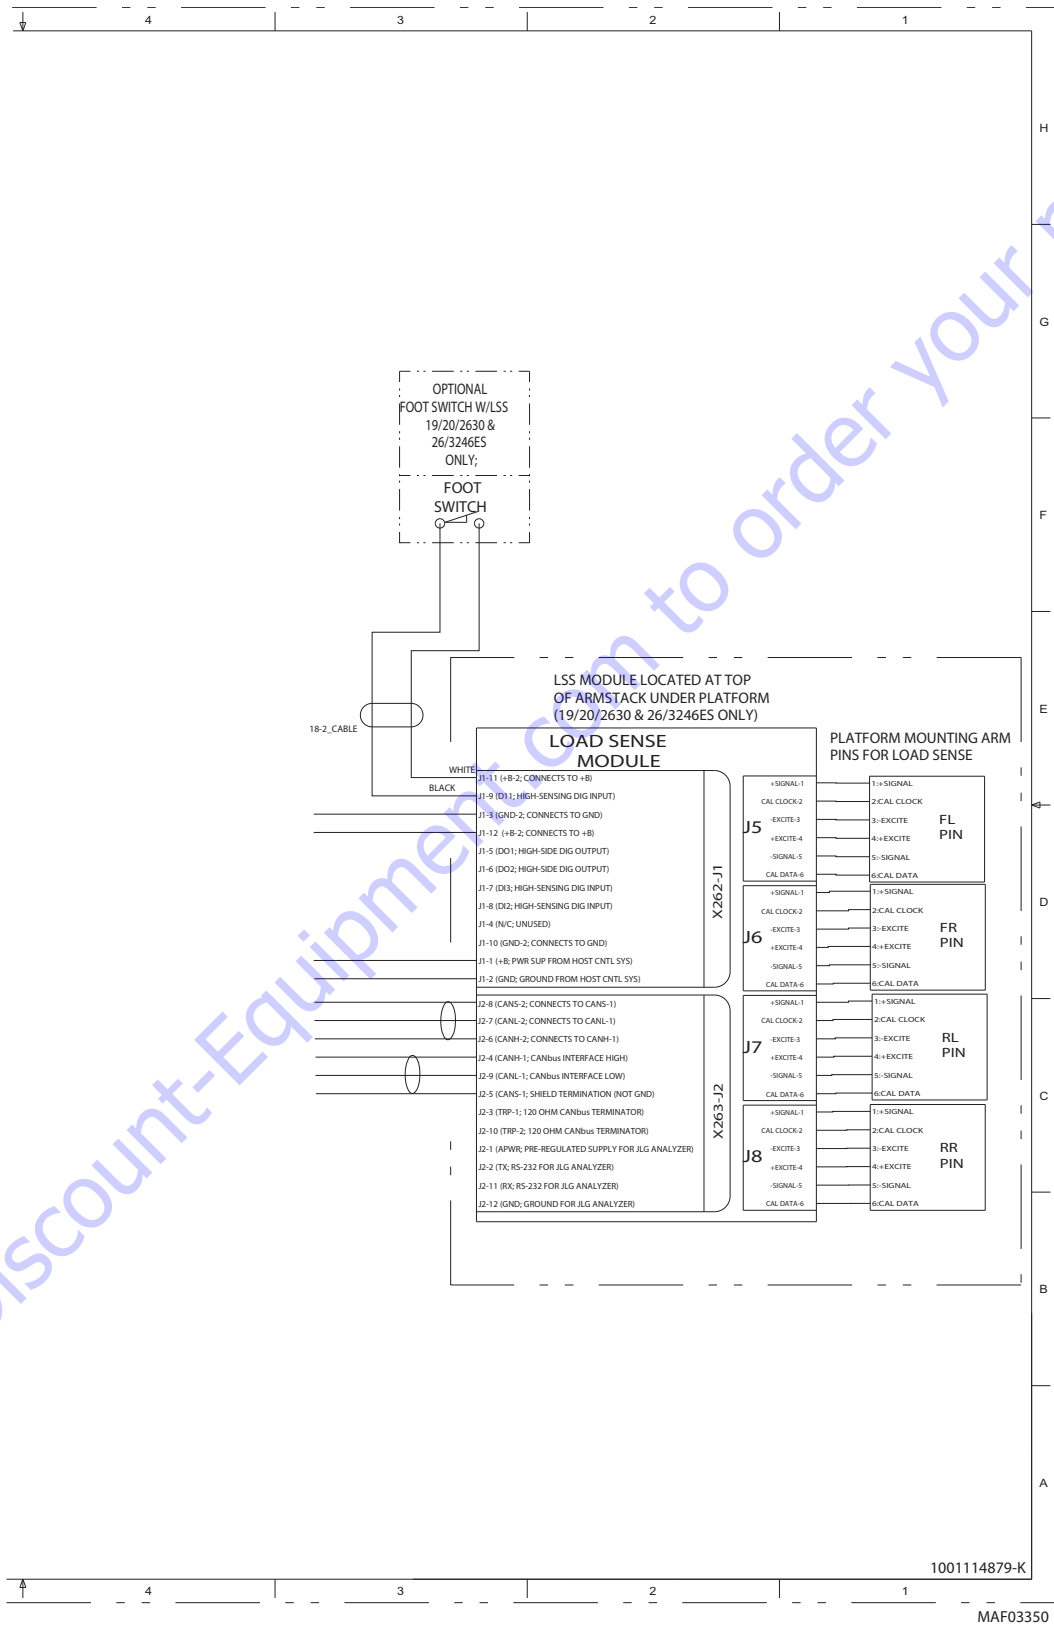 4 3 2 1
H
G
F
E
D
C
B
A
OPTIONAL
FOOT SWITCH W/LSS
19/20/2630 &
26/3246ES
ONLY;
FOOT
SWITCH
18-2_CABLE
WHITE
BLACK
LSS MODULE LOCATED AT TOP
OF ARMSTACK UNDER PLATFORM
(19/20/2630 & 26/3246ES ONLY)
LOAD SENSE
MODULE
PLATFORM MOUNTING ARM
PINS FOR LOAD SENSE
J1-11 (+B-2; CONNECTS TO +B)
J1-9 (D11; HIGH-SENSING DIG INPUT)
J1-3 (GND-2; CONNECTS TO GND)
J1-12 (+B-2; CONNECTS TO +B)
J1-5 (DO1; HIGH-SIDE DIG OUTPUT)
J1-6 (DO2; HIGH-SIDE DIG OUTPUT)
J1-7 (DI3; HIGH-SENSING DIG INPUT)
J1-8 (DI2; HIGH-SENSING DIG INPUT)
J1-4 (N/C; UNUSED)
J1-10 (GND-2; CONNECTS TO GND)
J1-1 (+B; PWR SUP FROM HOST CNTL SYS)
J1-2 (GND; GROUND FROM HOST CNTL SYS)
X262-J1
J2-8 (CANS-2; CONNECTS TO CANS-1)
J2-7 (CANL-2; CONNECTS TO CANL-1)
J2-6 (CANH-2; CONNECTS TO CANH-1)
J2-4 (CANH-1; CANbus INTERFACE HIGH)
J2-9 (CANL-1; CANbus INTERFACE LOW)
J2-5 (CANS-1; SHIELD TERMINATION (NOT GND)
J2-3 (TRP-1; 120 OHM CANbus TERMINATOR)
J2-10 (TRP-2; 120 OHM CANbus TERMINATOR)
J2-1 (APWR; PRE-REGULATED SUPPLY FOR JLG ANALYZER)
J2-2 (TX; RS-232 FOR JLG ANALYZER)
J2-11 (RX; RS-232 FOR JLG ANALYZER)
J2-12 (GND; GROUND FOR JLG ANALYZER)
X263-J2
J5
+SIGNAL-1
CAL CLOCK-2
-EXCITE-3
+EXCITE-4
-SIGNAL-5
CAL DATA-6
1:+SIGNAL
2:CAL CLOCK
3:-EXCITE
4:+EXCITE
5:-SIGNAL
6:CAL DATA
FL
PIN
J6
+SIGNAL-1
CAL CLOCK-2
-EXCITE-3
+EXCITE-4
-SIGNAL-5
CAL DATA-6
1:+SIGNAL
2:CAL CLOCK
3:-EXCITE
4:+EXCITE
5:-SIGNAL
6:CAL DATA
FR
PIN
J7
+SIGNAL-1
CAL CLOCK-2
-EXCITE-3
+EXCITE-4
-SIGNAL-5
CAL DATA-6
1:+SIGNAL
2:CAL CLOCK
3:-EXCITE
4:+EXCITE
5:-SIGNAL
6:CAL DATA
RL
PIN
J8
+SIGNAL-1
CAL CLOCK-2
-EXCITE-3
+EXCITE-4
-SIGNAL-5
CAL DATA-6
1:+SIGNAL
2:CAL CLOCK
3:-EXCITE
4:+EXCITE
5:-SIGNAL
6:CAL DATA
RR
PIN
iscount-Equipment.com to order your
1001114879-K
4 3 2 1
MAF03350